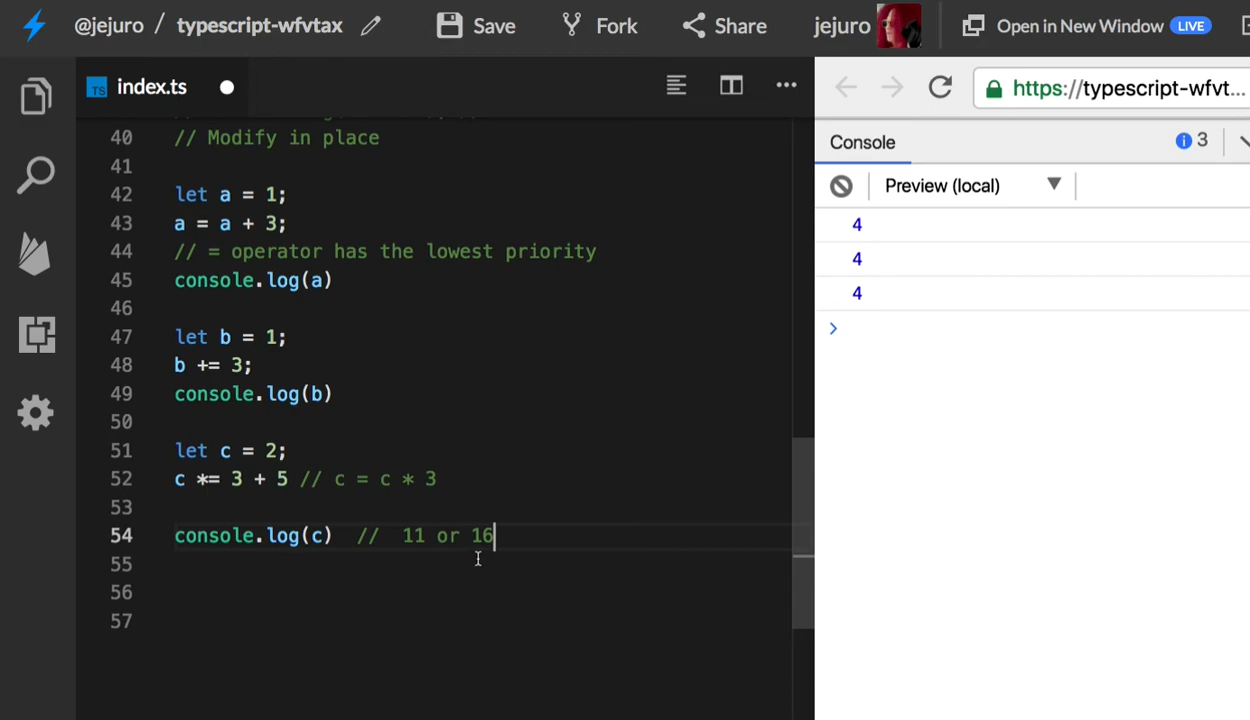 @jejuro / typescript-wfvtax Save Fork Share jejuro Open in New Window LIVE
TS index.ts
https://typescript-wfvt...
Console 3
Preview (local)
40 // Modify in place
41
42 let a = 1;
43 a = a + 3;
44 // = operator has the lowest priority
45 console.log(a)
46
47 let b = 1;
48 b += 3;
49 console.log(b)
50
51 let c = 2;
52 c *= 3 + 5 // c = c * 3
53
54 console.log(c)  //  11 or 16
55
56
57
4
4
4